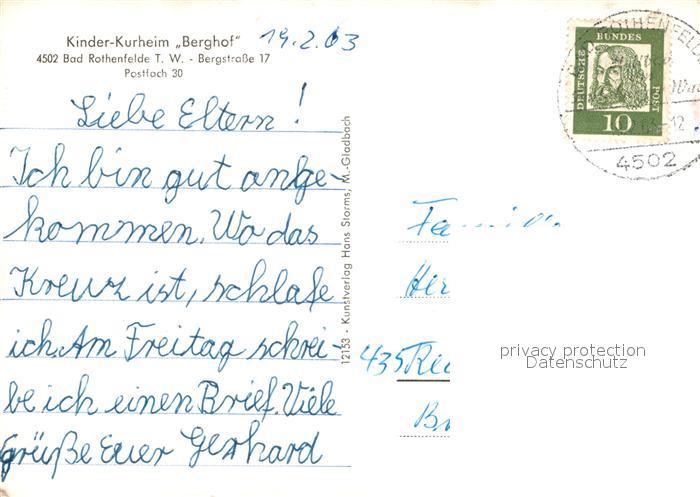 Kinder-Kurheim „Berghof"
4502 Bad Rothenfelde T. W. - Bergstraße 17
Postfach 30
19.2.63
Liebe Eltern!
Ich bin gut ange-
kommen. Wo das
Kreuz ist, schlafe
ich. Am Freitag schrei-
be ich einen Brief. Viele
Grüße Euer Gerhard
12153 - Kunstverlag Hans Storms, M.-Gladbach
DEUTSCHE BUNDES POST
10
4502
435
privacy protection
Datenschutz